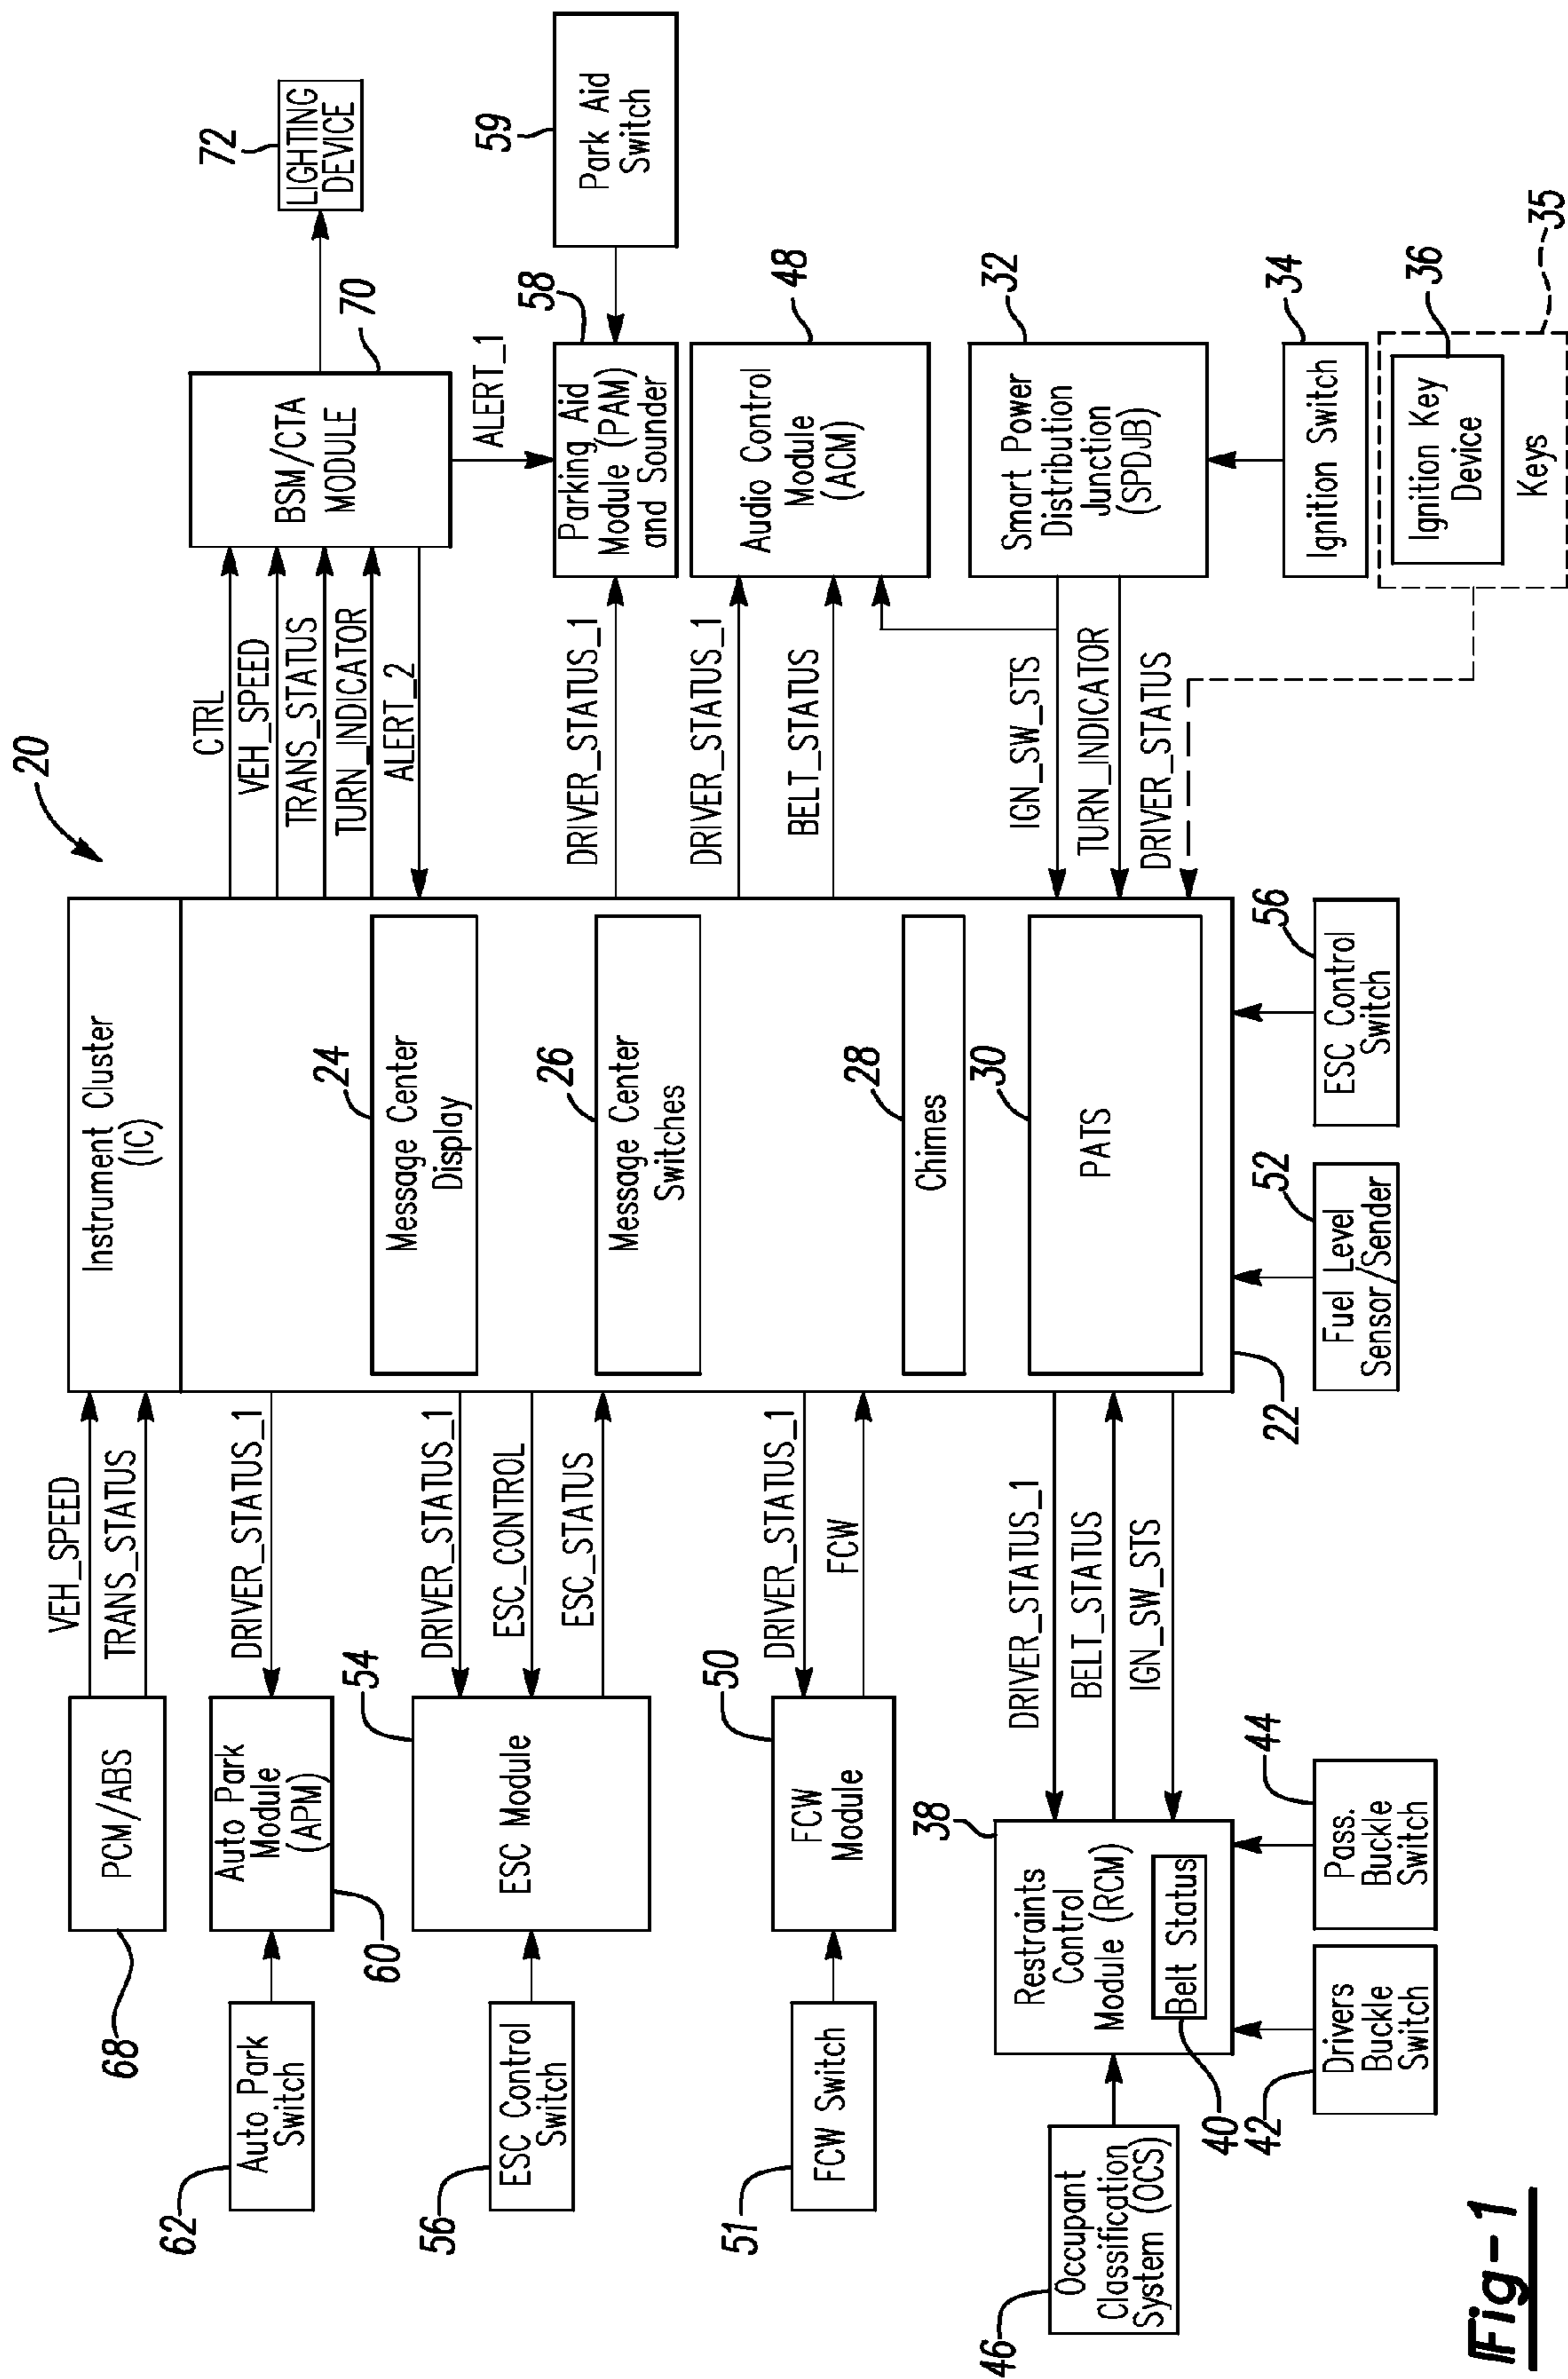 20
Instrument Cluster
(IC)
24
Message Center
Display
26
Message Center
Switches
28
Chimes
30
PATS
22
VEH_SPEED
TRANS_STATUS
PCM/ABS
68
DRIVER_STATUS_1
Auto Park
Module
(APM)
60
Auto Park
Switch
62
DRIVER_STATUS_1
ESC_CONTROL
ESC_STATUS
54
ESC Module
ESC Control
Switch
56
DRIVER_STATUS_1
FCW
50
FCW
Module
FCW Switch
51
DRIVER_STATUS_1
BELT_STATUS
IGN_SW_STS
38
Restraints
Control
Module (RCM)
Belt Status
40
Occupant
Classification
System (OCS)
46
Drivers
Buckle
Switch
42
Pass.
Buckle
Switch
44
Fuel Level
Sensor/Sender
52
ESC Control
Switch
56
CTRL
VEH_SPEED
TRANS_STATUS
TURN_INDICATOR
ALERT_2
BSM/CTA
MODULE
70
LIGHTING
DEVICE
72
ALERT_1
DRIVER_STATUS_1
Parking Aid
Module (PAM)
and Sounder
58
Park Aid
Switch
59
DRIVER_STATUS_1
BELT_STATUS
Audio Control
Module
(ACM)
48
IGN_SW_STS
TURN_INDICATOR
DRIVER_STATUS
Smart Power
Distribution
Junction
(SPDJB)
32
Ignition Switch
34
Ignition Key
Device
36
Keys
35
Fig-1